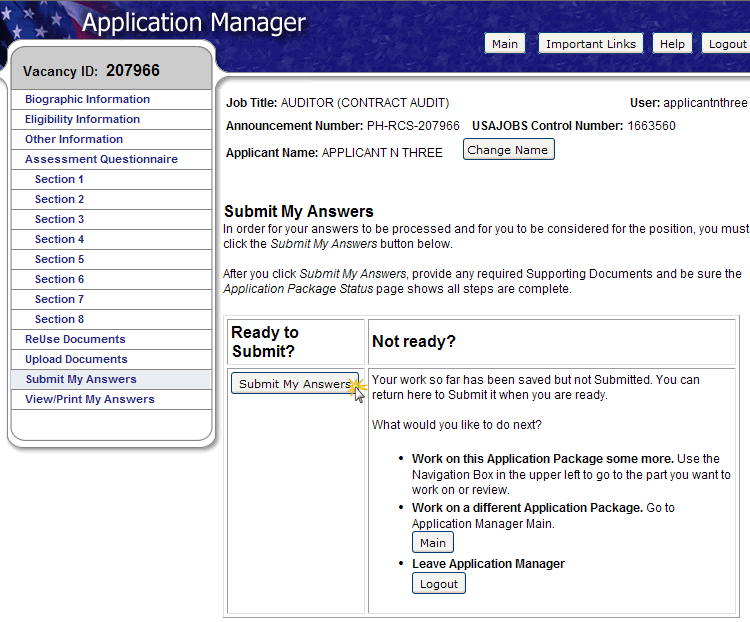 Application Manager
Main
Important Links
Help
Logout
Vacancy ID: 207966
Biographic Information
Eligibility Information
Other Information
Assessment Questionnaire
Section 1
Section 2
Section 3
Section 4
Section 5
Section 6
Section 7
Section 8
ReUse Documents
Upload Documents
Submit My Answers
View/Print My Answers
Job Title: AUDITOR (CONTRACT AUDIT)
User: applicantnthree
Announcement Number: PH-RCS-207966 USAJOBS Control Number: 1663560
Applicant Name: APPLICANT N THREE
Change Name
Submit My Answers
In order for your answers to be processed and for you to be considered for the position, you must
click the Submit My Answers button below.
After you click Submit My Answers, provide any required Supporting Documents and be sure the
Application Package Status page shows all steps are complete.
Ready to
Submit?
Submit My Answers
Not ready?
Your work so far has been saved but not Submitted. You can
return here to Submit it when you are ready.
What would you like to do next?
• Work on this Application Package some more. Use the
Navigation Box in the upper left to go to the part you want to
work on or review.
• Work on a different Application Package. Go to
Application Manager Main.
Main
• Leave Application Manager
Logout